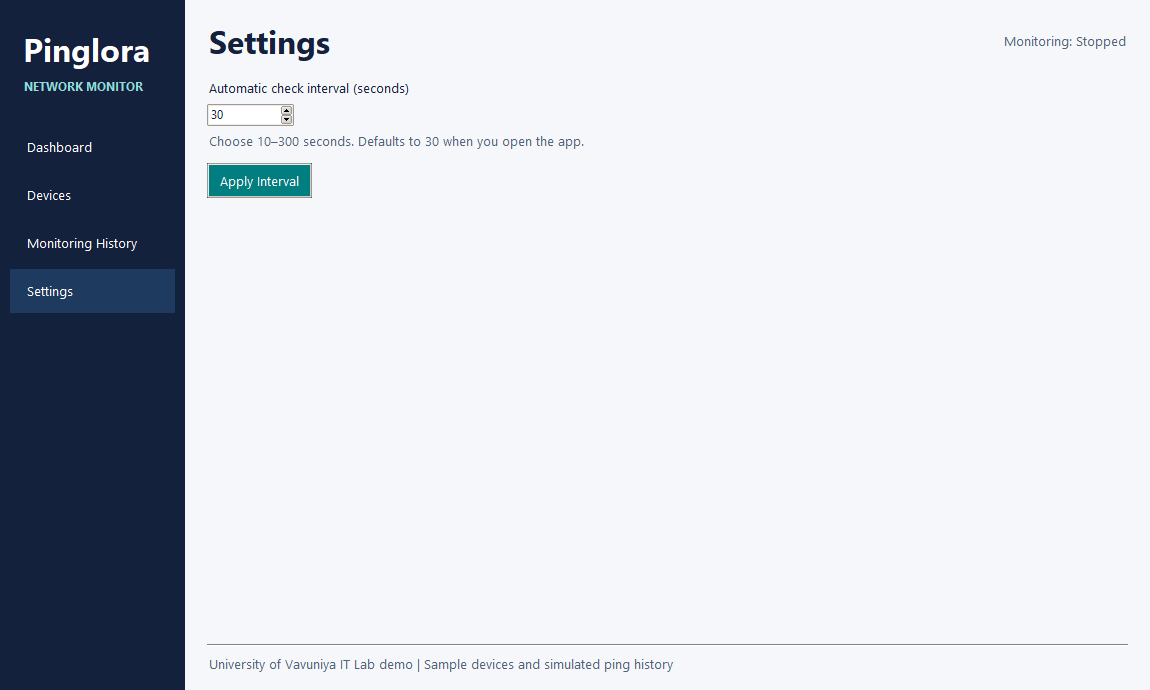 Pinglora
NETWORK MONITOR
Dashboard
Devices
Monitoring History
Settings
Settings
Monitoring: Stopped
Automatic check interval (seconds)
30
Choose 10–300 seconds. Defaults to 30 when you open the app.
Apply Interval
University of Vavuniya IT Lab demo | Sample devices and simulated ping history